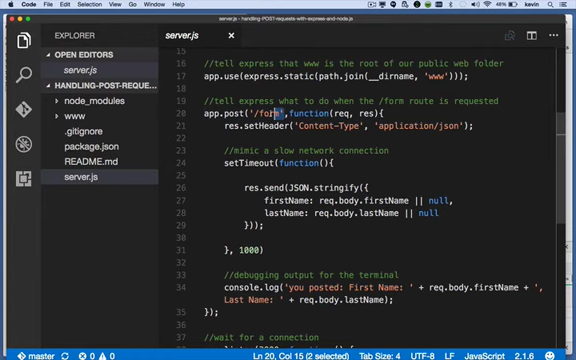 Code File Edit Selection View Go Window Help
48% kevin
server.js — handling-POST-requests-with-express-and-node.js
EXPLORER
OPEN EDITORS
server.js
HANDLING-POST-REQUE...
node_modules
www
.gitignore
package.json
README.md
server.js
server.js
15
16 //tell express that www is the root of our public web folder
17 app.use(express.static(path.join(__dirname, 'www')));
18
19 //tell express what to do when the /form route is requested
20 app.post('/form',function(req, res){
21 res.setHeader('Content-Type', 'application/json');
22
23 //mimic a slow network connection
24 setTimeout(function(){
25
26 res.send(JSON.stringify({
27 firstName: req.body.firstName || null,
28 lastName: req.body.lastName || null
29 }));
30
31 }, 1000)
32
33 //debugging output for the terminal
34 console.log('you posted: First Name: ' + req.body.firstName + ',
Last Name: ' + req.body.lastName);
35 });
36
37 //wait for a connection
master 0 0 Ln 20, Col 15 (2 selected) Tab Size: 4 UTF-8 LF JavaScript 2.1.6